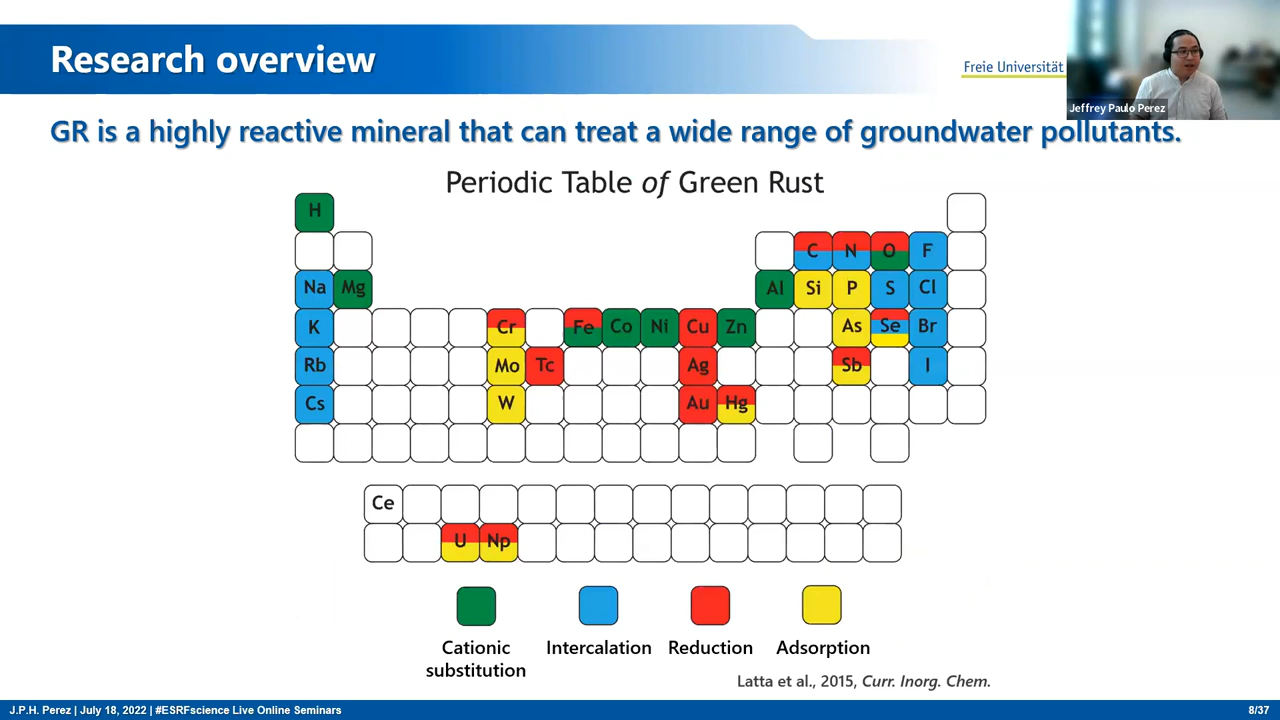 Research overview
Freie Universität
Jeffrey Paulo Perez
GR is a highly reactive mineral that can treat a wide range of groundwater pollutants.
Periodic Table of Green Rust
H
C N O F
Na Mg Al Si P S Cl
K Cr Fe Co Ni Cu Zn As Se Br
Rb Mo Tc Ag Sb I
Cs W Au Hg
Ce
U Np
Cationic substitution
Intercalation
Reduction
Adsorption
Latta et al., 2015, Curr. Inorg. Chem.
J.P.H. Perez | July 18, 2022 | #ESRFscience Live Online Seminars
8/37